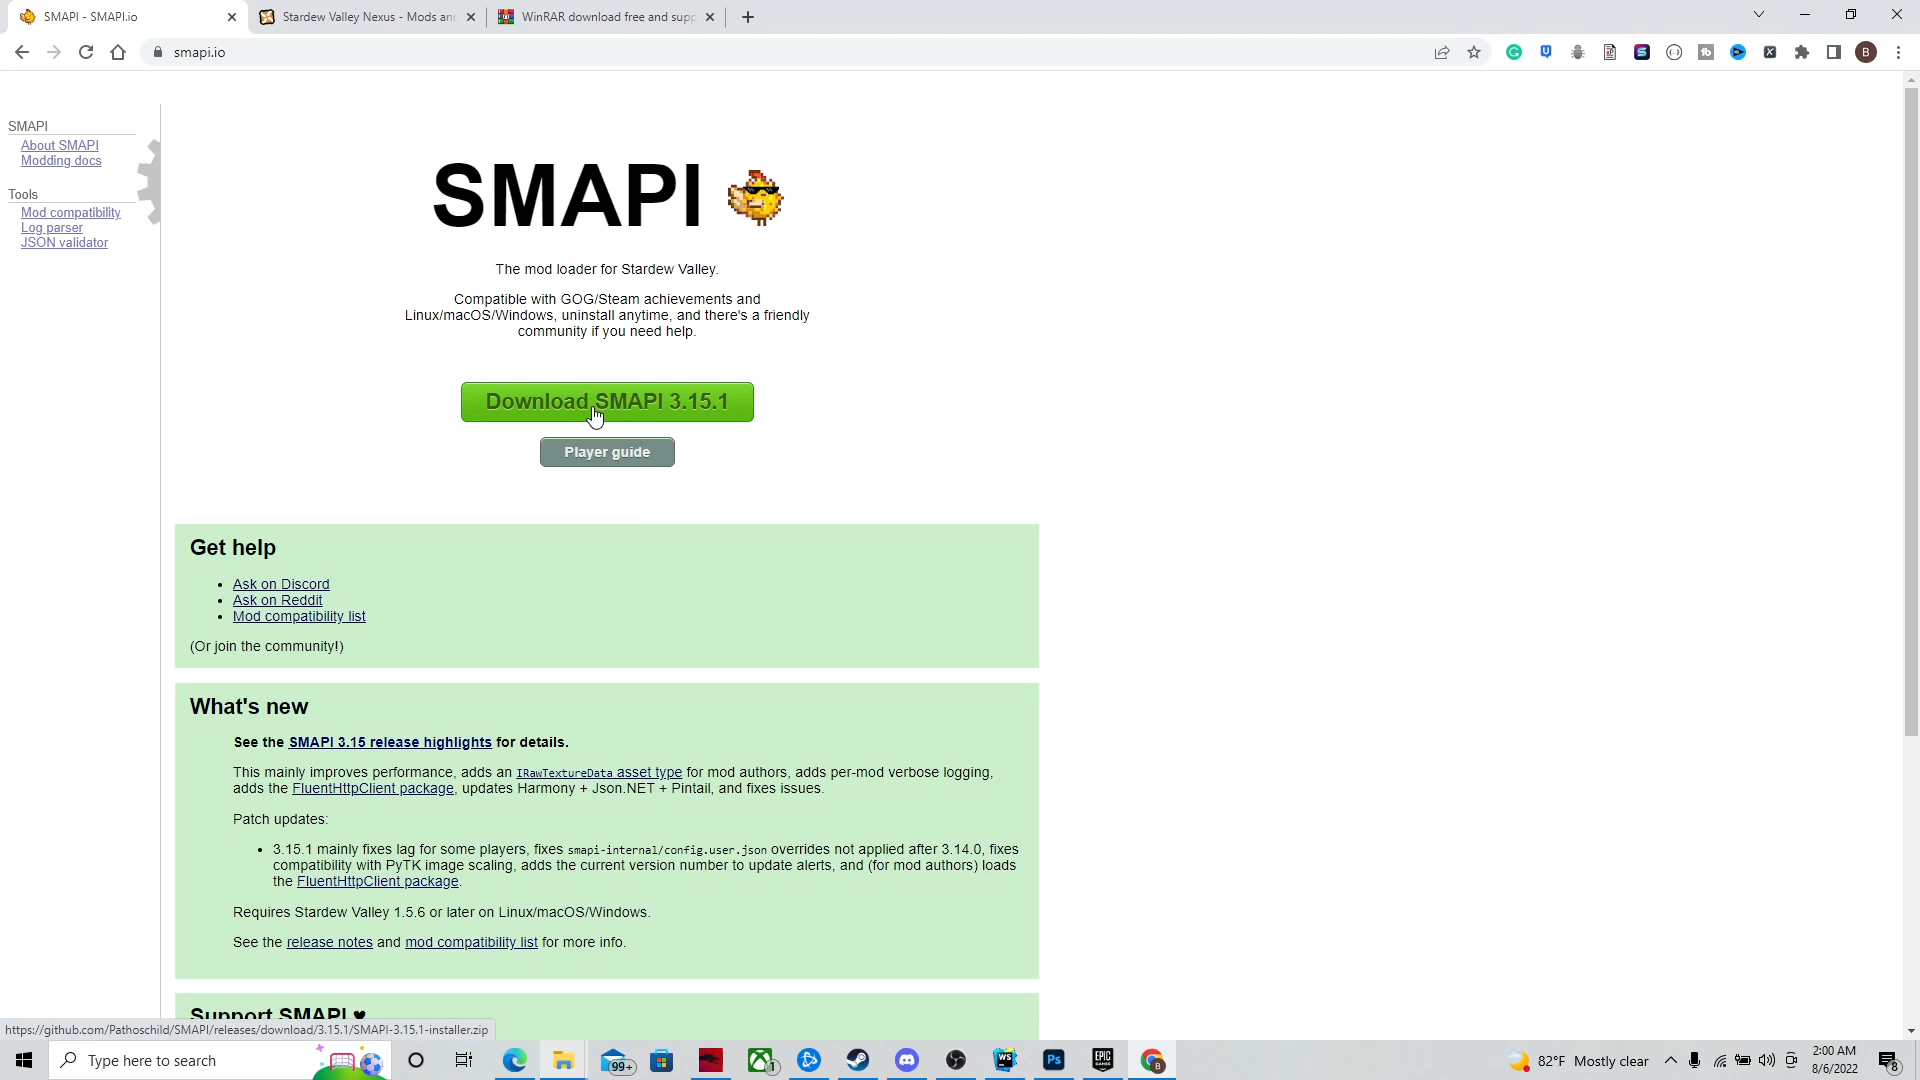 SMAPI - SMAPI.io
Stardew Valley Nexus - Mods and
WinRAR download free and supp
smapi.io
B
SMAPI
About SMAPI
Modding docs
Tools
Mod compatibility
Log parser
JSON validator
SMAPI
The mod loader for Stardew Valley.
Compatible with GOG/Steam achievements and
Linux/macOS/Windows, uninstall anytime, and there's a friendly
community if you need help.
Download SMAPI 3.15.1
Player guide
Get help
• Ask on Discord
• Ask on Reddit
• Mod compatibility list
(Or join the community!)
What's new
See the SMAPI 3.15 release highlights for details.
This mainly improves performance, adds an IRawTextureData asset type for mod authors, adds per-mod verbose logging,
adds the FluentHttpClient package, updates Harmony + Json.NET + Pintail, and fixes issues.
Patch updates:
• 3.15.1 mainly fixes lag for some players, fixes smapi-internal/config.user.json overrides not applied after 3.14.0, fixes
compatibility with PyTK image scaling, adds the current version number to update alerts, and (for mod authors) loads
the FluentHttpClient package.
Requires Stardew Valley 1.5.6 or later on Linux/macOS/Windows.
See the release notes and mod compatibility list for more info.
Support SMAPI ♥
https://github.com/Pathoschild/SMAPI/releases/download/3.15.1/SMAPI-3.15.1-installer.zip
Type here to search
99+
1
WS
Ps
EPIC
GAMES
B
82°F Mostly clear
2:00 AM
8/6/2022
8